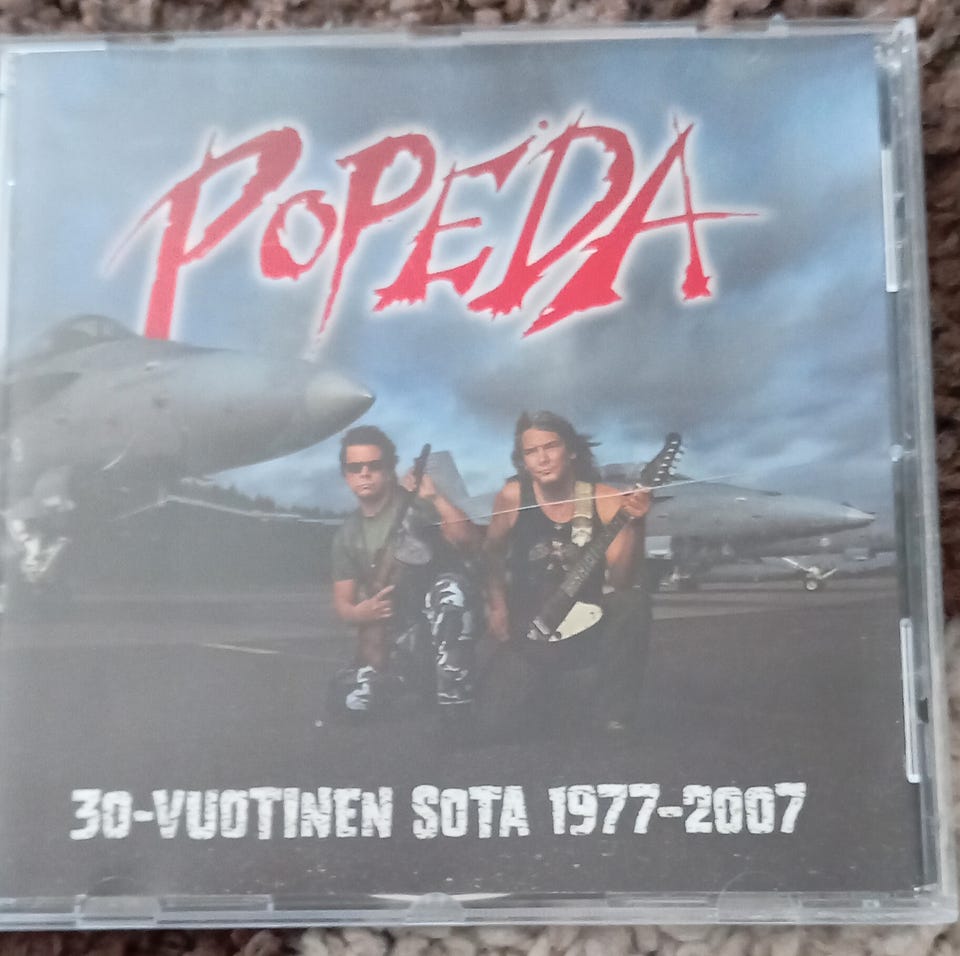 POPEDA
30-VUOTINEN SOTA 1977-2007